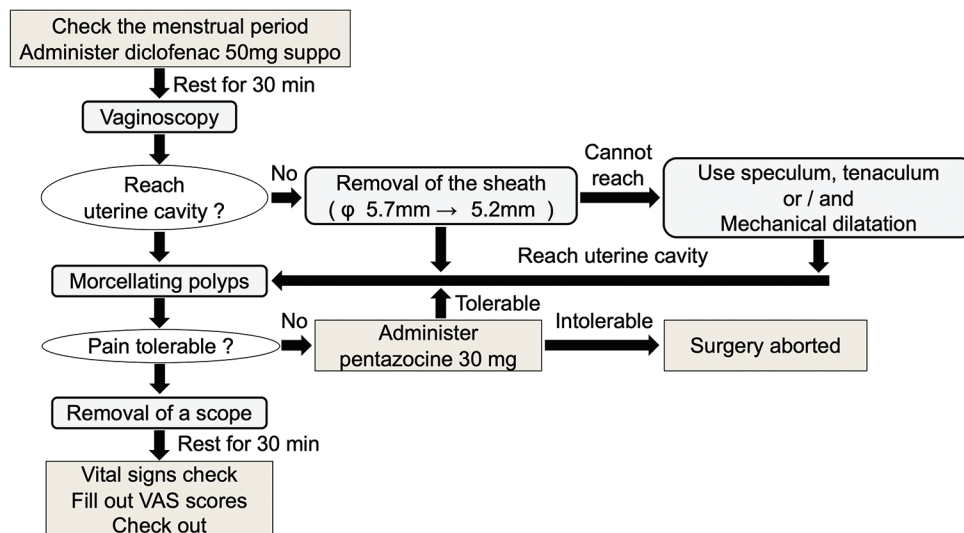 Check the menstrual period
Administer diclofenac 50mg suppo
Rest for 30 min
Vaginoscopy
Reach
uterine cavity ?
No
Removal of the sheath
( φ 5.7mm → 5.2mm )
Cannot
reach
Use speculum, tenaculum
or / and
Mechanical dilatation
Reach uterine cavity
Morcellating polyps
Pain tolerable ?
No
Tolerable
Administer
pentazocine 30 mg
Intolerable
Surgery aborted
Removal of a scope
Rest for 30 min
Vital signs check
Fill out VAS scores
Check out